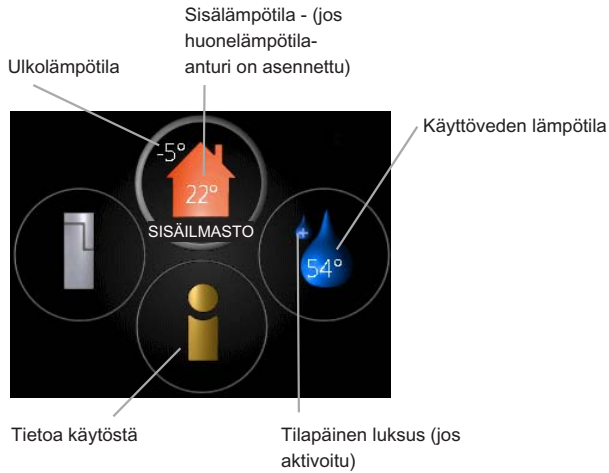 Sisälämpötila - (jos
huonelämpötila-
anturi on asennettu)
Ulkolämpötila
Käyttöveden lämpötila
-5°
22°
SISÄILMASTO
54°
Tietoa käytöstä
Tilapäinen luksus (jos
aktivoitu)